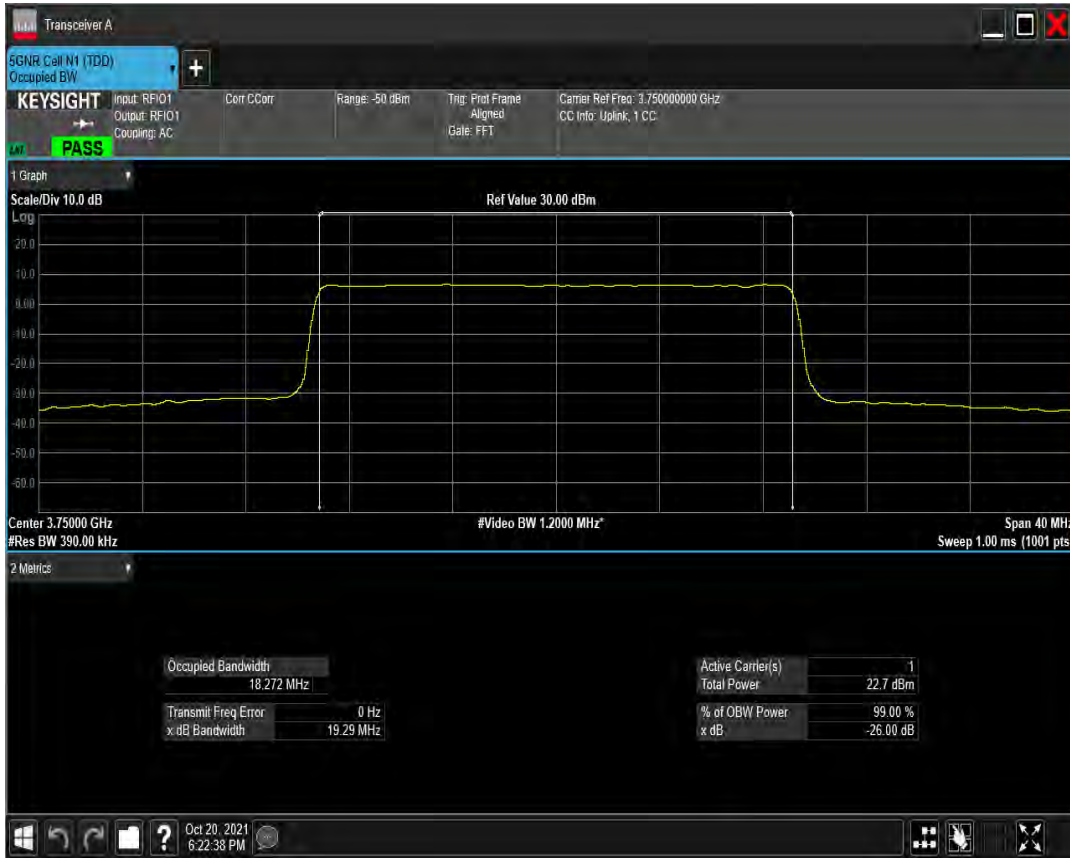 Transceiver A
5GNR Cell N1 (TDD)
Occupied BW
KEYSIGHT
Input: RFIO1
Output: RFIO1
Coupling: AC
Corr CCorr
Range: -50 dBm
Trig: Prot Frame
Aligned
Gate: FFT
Carrier Ref Freq: 3.750000000 GHz
CC Info: Uplink, 1 CC
PASS
1 Graph
Scale/Div 10.0 dB
Ref Value 30.00 dBm
Log
20.0
10.0
0.00
-10.0
-20.0
-30.0
-40.0
-50.0
-60.0
Center 3.75000 GHz
#Video BW 1.2000 MHz*
Span 40 MHz
#Res BW 390.00 kHz
Sweep 1.00 ms (1001 pts
2 Metrics
Occupied Bandwidth
18.272 MHz
Transmit Freq Error 0 Hz
x dB Bandwidth 19.29 MHz
Active Carrier(s) 1
Total Power 22.7 dBm
% of OBW Power 99.00 %
x dB -26.00 dB
?
Oct 20, 2021
6:22:38 PM